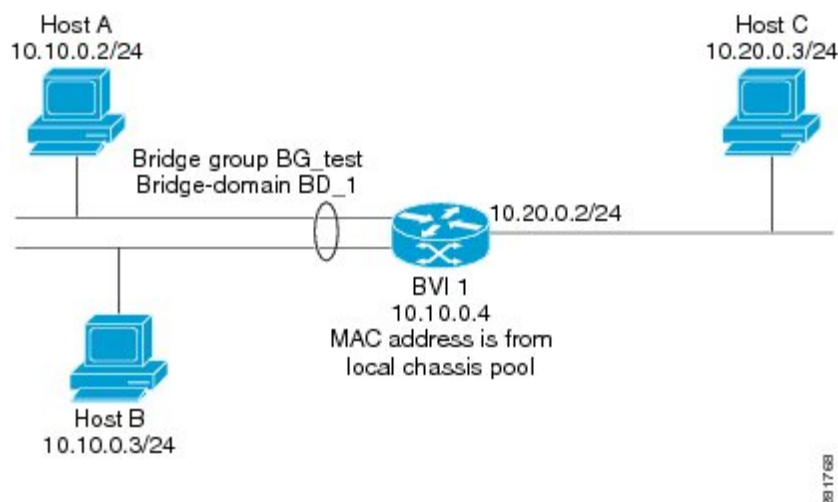 Host A
10.10.0.2/24
Host C
10.20.0.3/24
Bridge group BG_test
Bridge-domain BD_1
10.20.0.2/24
BVI 1
10.10.0.4
MAC address is from
local chassis pool
Host B
10.10.0.3/24